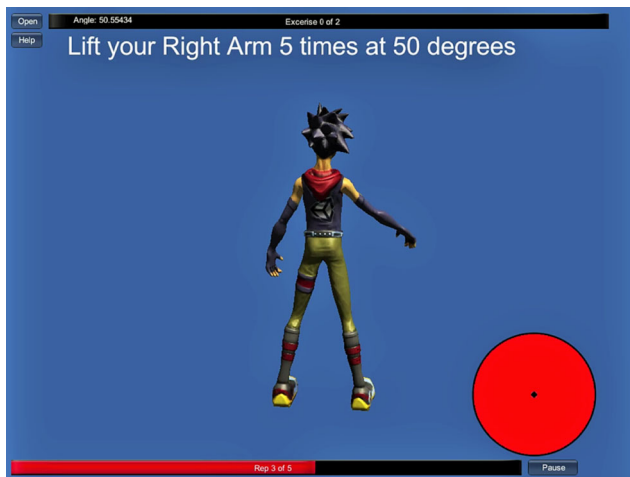 Open
Angle: 50.55434
Excerise 0 of 2
Help
Lift your Right Arm 5 times at 50 degrees
Rep 3 of 5
Pause